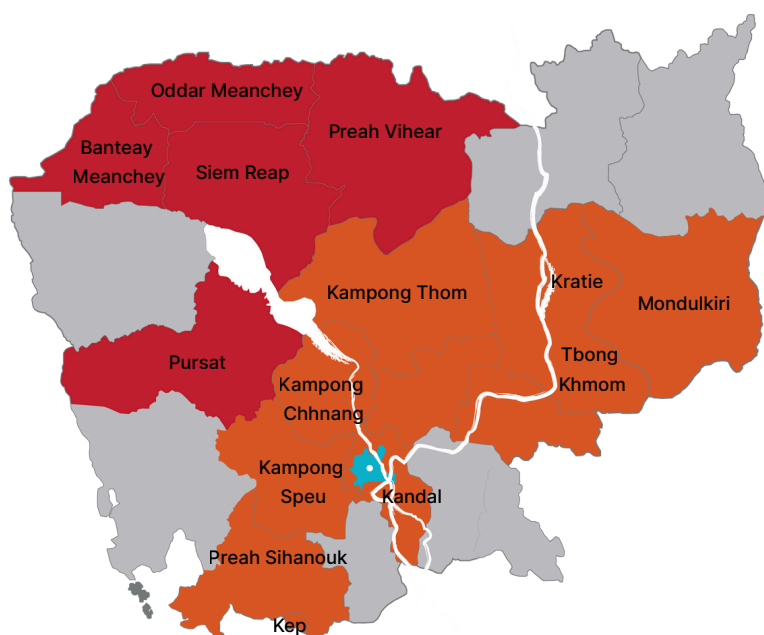 Oddar Meanchey
Preah Vihear
Banteay
Meanchey
Siem Reap
Kampong Thom
Kratie
Mondulkiri
Pursat
Tbong
Khmom
Kampong
Chhnang
Kampong
Speu
Kandal
Preah Sihanouk
Kep